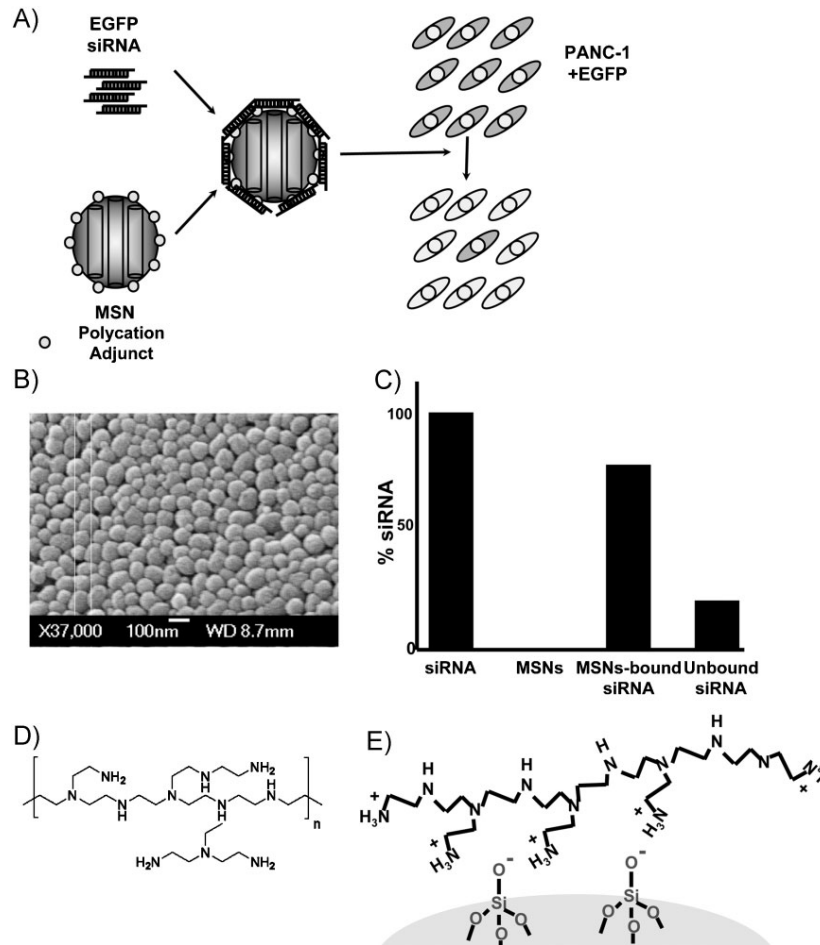 A)
EGFP
siRNA
PANC-1
+EGFP
MSN
Polycation
Adjunct
B)
X37,000 100nm WD 8.7mm
C)
% siRNA
100
50
0
siRNA MSNs MSNs-bound siRNA Unbound siRNA
D)
NH2
NH2
N
H
N
N
H
N
N
H
H
N
n
H2N
N
NH2
E)
H
N
H
N
H
N
H
N
N
N
N
N
+
H3N
+
H3N
+
H3N
+
H3N
+
O-
O-
Si
Si
O
O
O
O
O
O